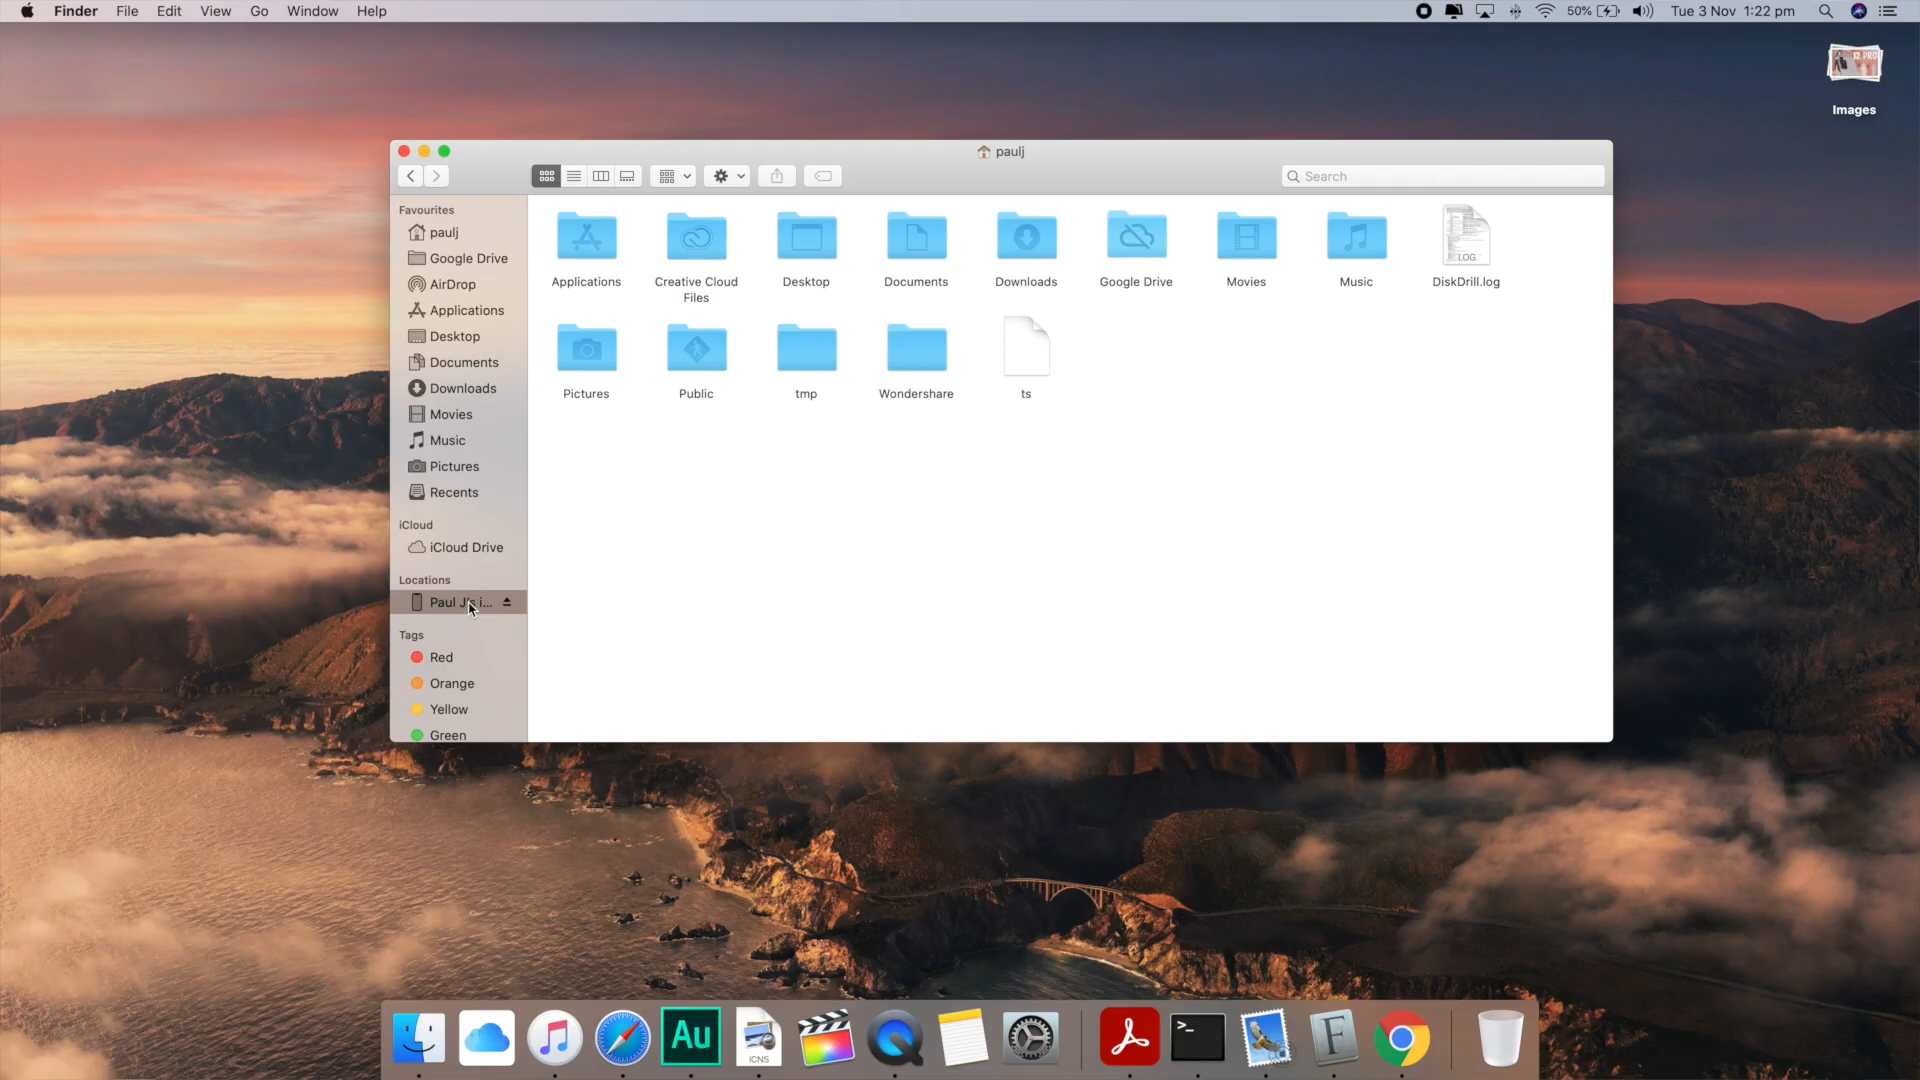 Finder File Edit View Go Window Help 50% Tue 3 Nov 1:22 pm
12 PRO
Images
paulj
Search
Favourites
paulj
Google Drive
AirDrop
Applications
Desktop
Documents
Downloads
Movies
Music
Pictures
Recents
iCloud
iCloud Drive
Locations
Paul J's i...
Tags
Red
Orange
Yellow
Green
Applications
Creative Cloud
Files
Desktop
Documents
Downloads
Google Drive
Movies
Music
LOG
DiskDrill.log
Pictures
Public
tmp
Wondershare
ts
Au
ICNS
>_
F